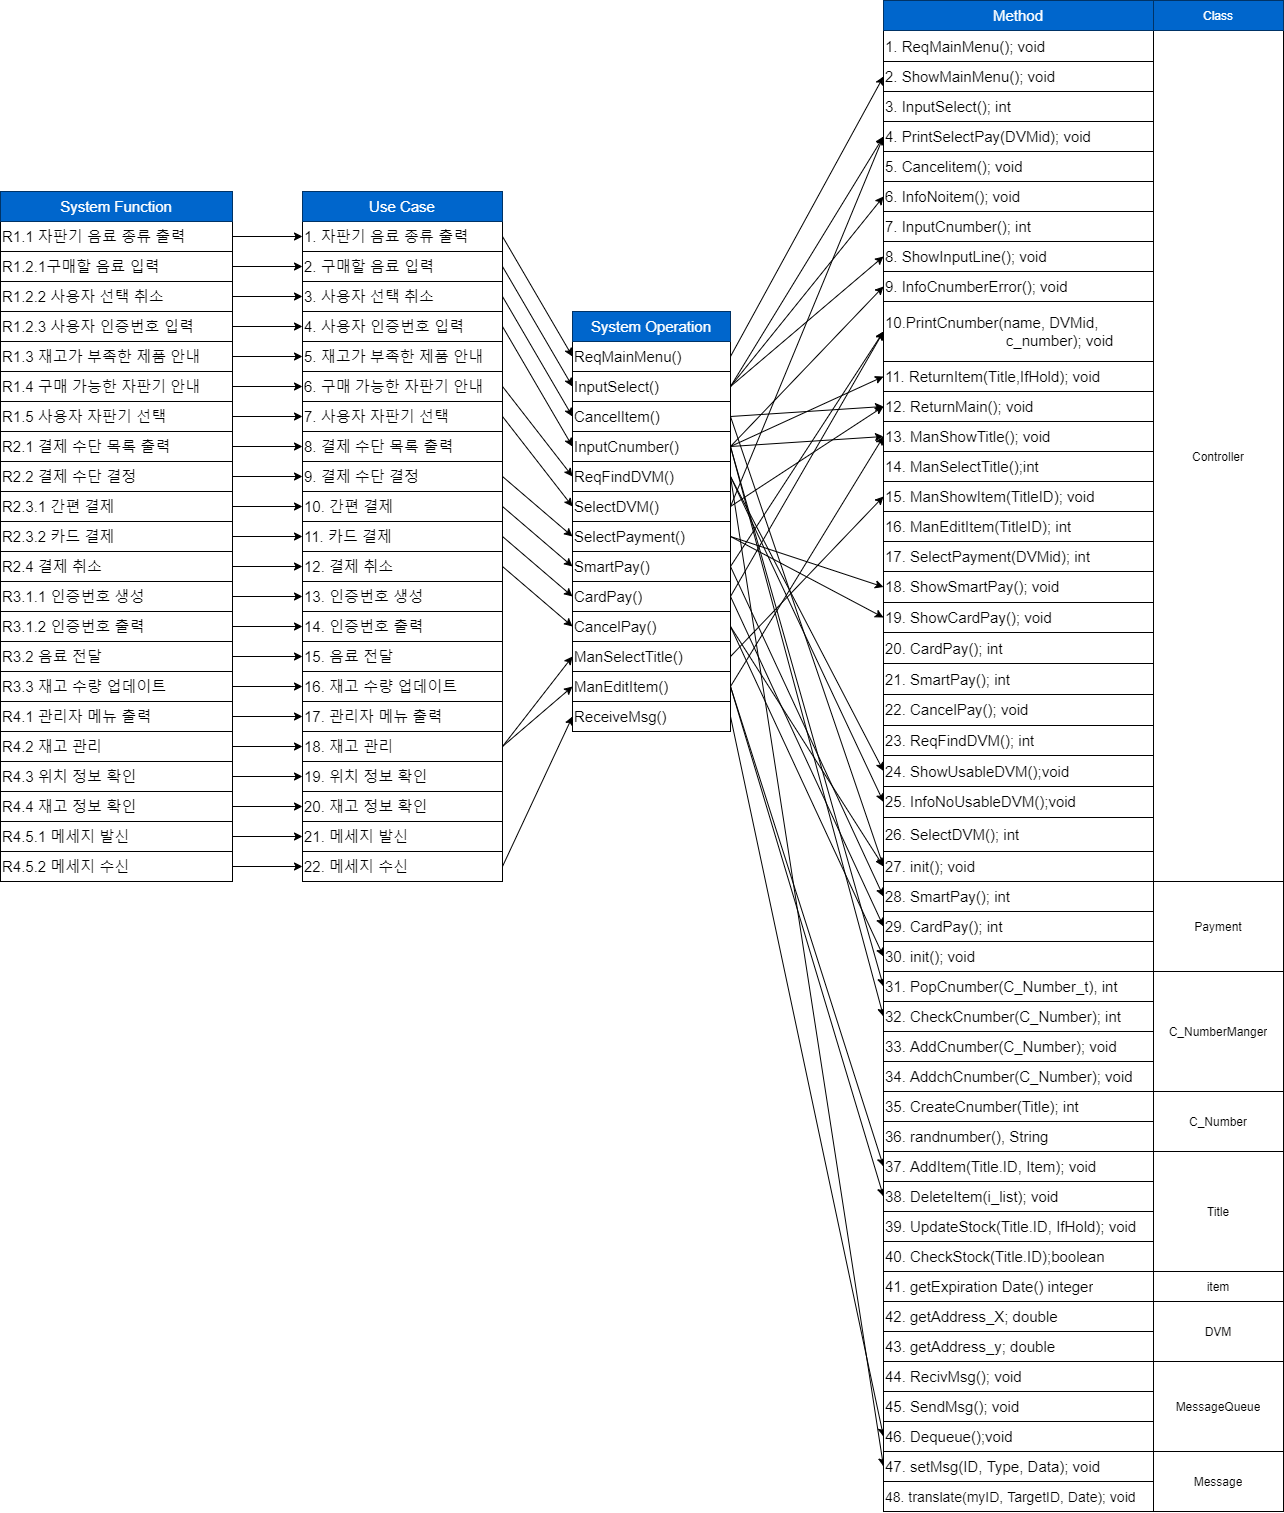 System Function
R1.1 자판기 음료 종류 출력
R1.2.1구매할 음료 입력
R1.2.2 사용자 선택 취소
R1.2.3 사용자 인증번호 입력
R1.3 재고가 부족한 제품 안내
R1.4 구매 가능한 자판기 안내
R1.5 사용자 자판기 선택
R2.1 결제 수단 목록 출력
R2.2 결제 수단 결정
R2.3.1 간편 결제
R2.3.2 카드 결제
R2.4 결제 취소
R3.1.1 인증번호 생성
R3.1.2 인증번호 출력
R3.2 음료 전달
R3.3 재고 수량 업데이트
R4.1 관리자 메뉴 출력
R4.2 재고 관리
R4.3 위치 정보 확인
R4.4 재고 정보 확인
R4.5.1 메세지 발신
R4.5.2 메세지 수신
Use Case
1. 자판기 음료 종류 출력
2. 구매할 음료 입력
3. 사용자 선택 취소
4. 사용자 인증번호 입력
5. 재고가 부족한 제품 안내
6. 구매 가능한 자판기 안내
7. 사용자 자판기 선택
8. 결제 수단 목록 출력
9. 결제 수단 결정
10. 간편 결제
11. 카드 결제
12. 결제 취소
13. 인증번호 생성
14. 인증번호 출력
15. 음료 전달
16. 재고 수량 업데이트
17. 관리자 메뉴 출력
18. 재고 관리
19. 위치 정보 확인
20. 재고 정보 확인
21. 메세지 발신
22. 메세지 수신
System Operation
ReqMainMenu()
InputSelect()
CancelItem()
InputCnumber()
ReqFindDVM()
SelectDVM()
SelectPayment()
SmartPay()
CardPay()
CancelPay()
ManSelectTitle()
ManEditItem()
ReceiveMsg()
Method
1. ReqMainMenu(); void
2. ShowMainMenu(); void
3. InputSelect(); int
4. PrintSelectPay(DVMid); void
5. Cancelitem(); void
6. InfoNoitem(); void
7. InputCnumber(); int
8. ShowInputLine(); void
9. InfoCnumberError(); void
10.PrintCnumber(name, DVMid,
c_number); void
11. ReturnItem(Title,IfHold); void
12. ReturnMain(); void
13. ManShowTitle(); void
14. ManSelectTitle();int
15. ManShowItem(TitleID); void
16. ManEditItem(TitleID); int
17. SelectPayment(DVMid); int
18. ShowSmartPay(); void
19. ShowCardPay(); void
20. CardPay(); int
21. SmartPay(); int
22. CancelPay(); void
23. ReqFindDVM(); int
24. ShowUsableDVM();void
25. InfoNoUsableDVM();void
26. SelectDVM(); int
27. init(); void
28. SmartPay(); int
29. CardPay(); int
30. init(); void
31. PopCnumber(C_Number_t), int
32. CheckCnumber(C_Number); int
33. AddCnumber(C_Number); void
34. AddchCnumber(C_Number); void
35. CreateCnumber(Title); int
36. randnumber(), String
37. AddItem(Title.ID, Item); void
38. DeleteItem(i_list); void
39. UpdateStock(Title.ID, IfHold); void
40. CheckStock(Title.ID);boolean
41. getExpiration Date() integer
42. getAddress_X; double
43. getAddress_y; double
44. RecivMsg(); void
45. SendMsg(); void
46. Dequeue();void
47. setMsg(ID, Type, Data); void
48. translate(myID, TargetID, Date); void
Class
Controller
Payment
C_NumberManger
C_Number
Title
item
DVM
MessageQueue
Message